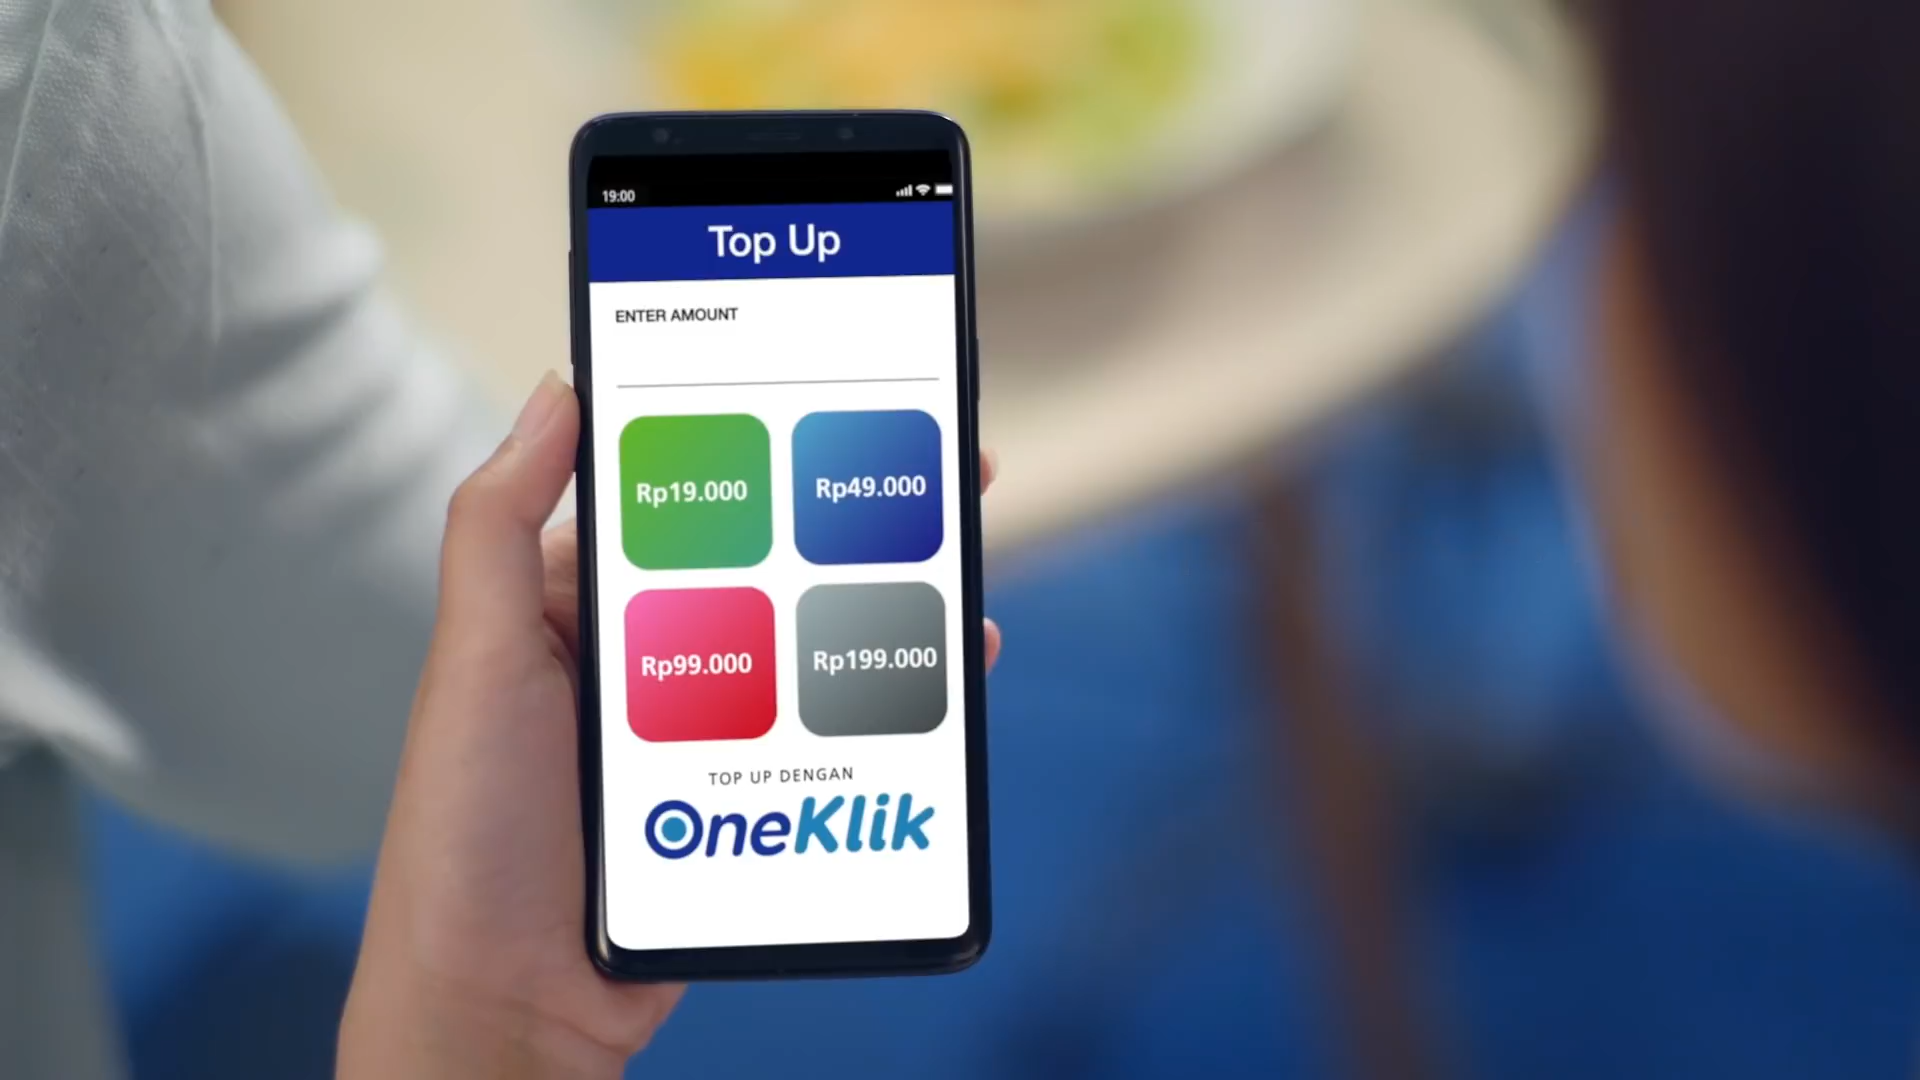 19:00
Top Up
ENTER AMOUNT
Rp19.000
Rp49.000
Rp99.000
Rp199.000
TOP UP DENGAN
OneKlik